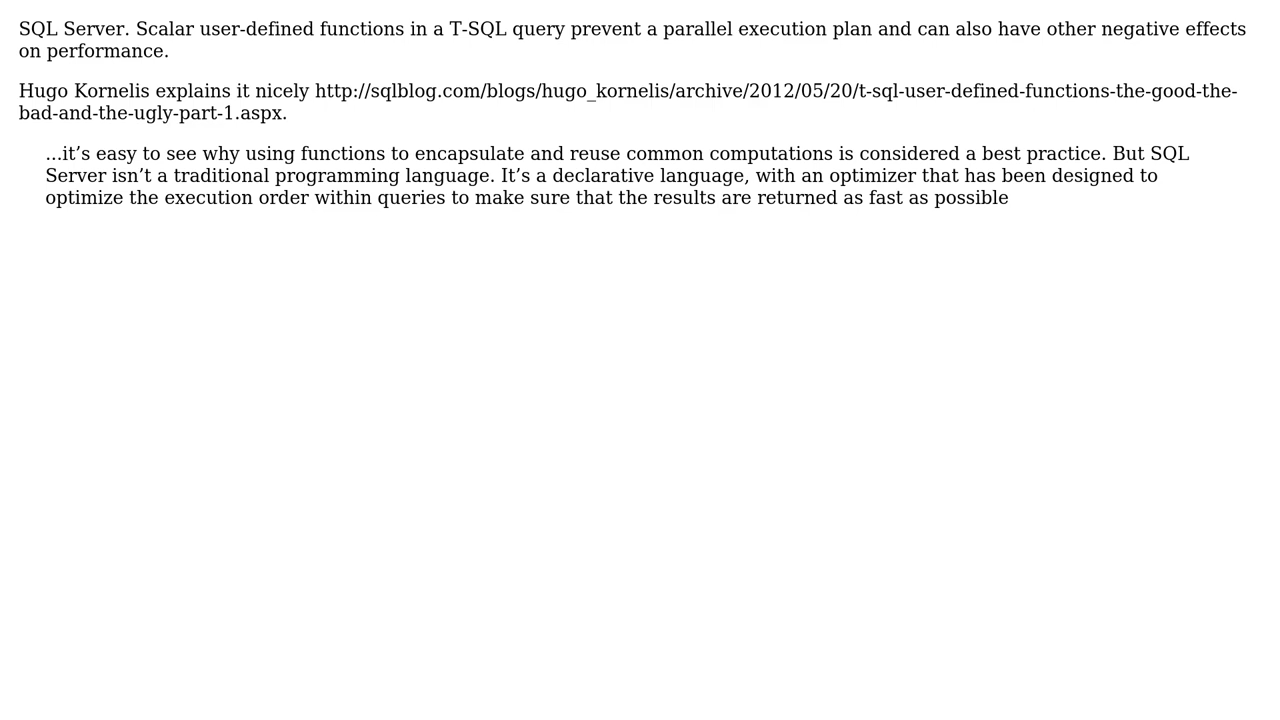 SQL Server. Scalar user-defined functions in a T-SQL query prevent a parallel execution plan and can also have other negative effects
on performance.
Hugo Kornelis explains it nicely http://sqlblog.com/blogs/hugo_kornelis/archive/2012/05/20/t-sql-user-defined-functions-the-good-the-
bad-and-the-ugly-part-1.aspx.
...it’s easy to see why using functions to encapsulate and reuse common computations is considered a best practice. But SQL
Server isn’t a traditional programming language. It’s a declarative language, with an optimizer that has been designed to
optimize the execution order within queries to make sure that the results are returned as fast as possible